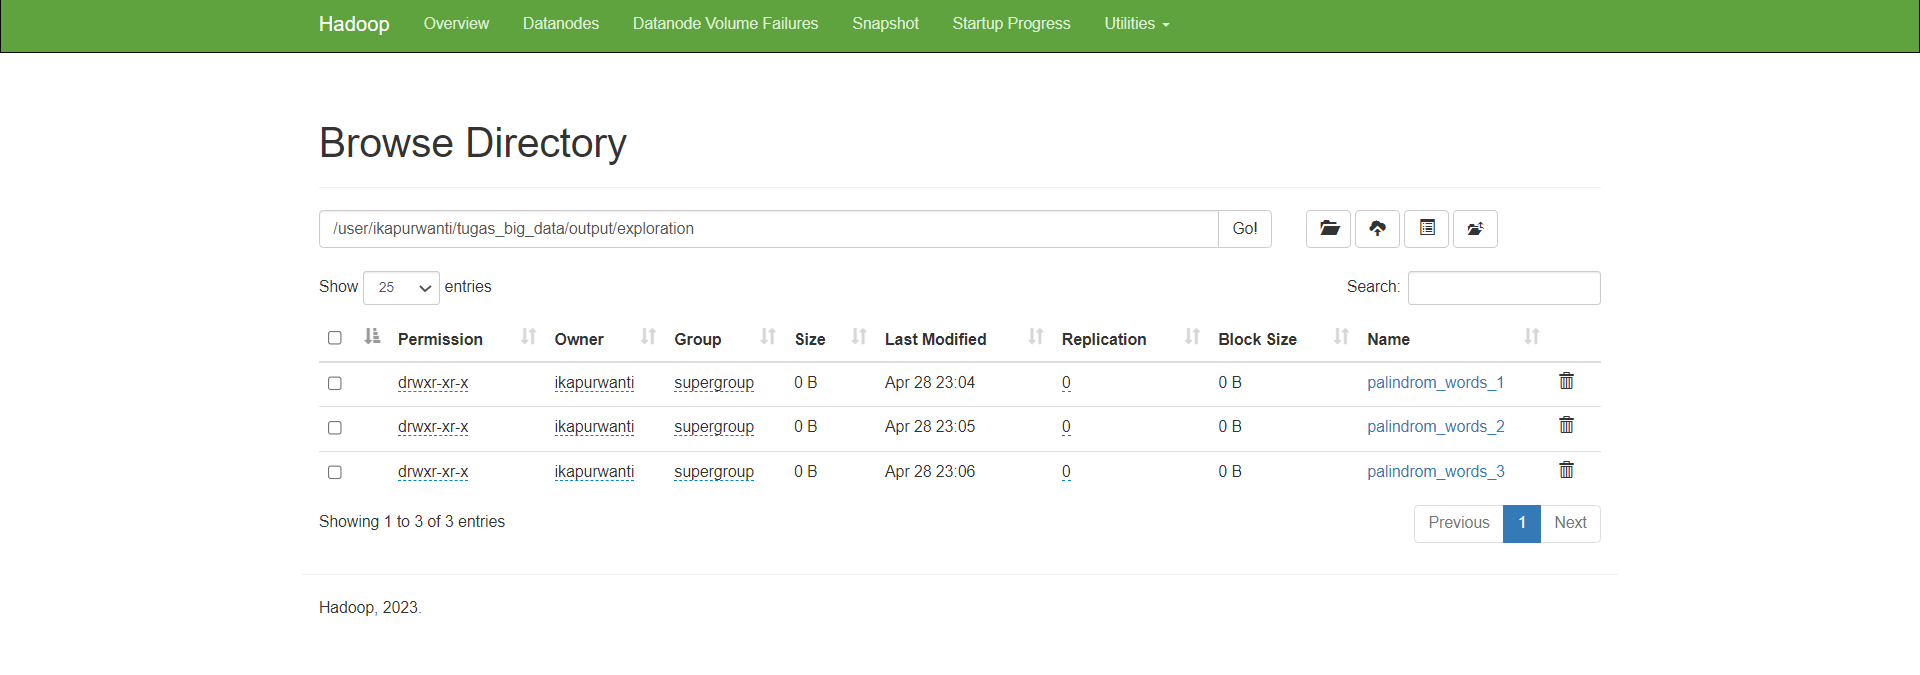 Hadoop Overview Datanodes Datanode Volume Failures Snapshot Startup Progress Utilities
Browse Directory
/user/ikapurwanti/tugas_big_data/output/exploration Go!
Show 25 entries Search:
Permission Owner Group Size Last Modified Replication Block Size Name
drwxr-xr-x ikapurwanti supergroup 0 B Apr 28 23:04 0 0 B palindrom_words_1
drwxr-xr-x ikapurwanti supergroup 0 B Apr 28 23:05 0 0 B palindrom_words_2
drwxr-xr-x ikapurwanti supergroup 0 B Apr 28 23:06 0 0 B palindrom_words_3
Showing 1 to 3 of 3 entries Previous 1 Next
Hadoop, 2023.